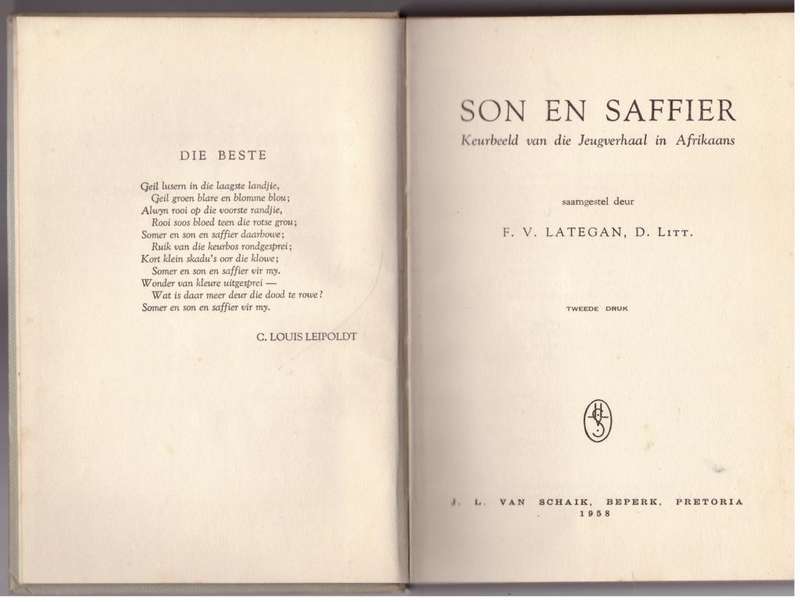 DIE BESTE
Geil lusern in die laagste landjie,
Geil groen blare en blomme blou;
Alwyn rooi op die voorste randjie,
Rooi soos bloed teen die rotse grou;
Somer en son en saffier daarbowe;
Ruik van die keurbos rondgesprei;
Kort klein skadu's oor die klowe;
Somer en son en saffier vir my.
Wonder van kleure uitgesprei —
Wat is daar meer deur die dood te rowe?
Somer en son en saffier vir my.
C. LOUIS LEIPOLDT
SON EN SAFFIER
Keurbeeld van die Jeugverhaal in Afrikaans
saamgestel deur
F. V. LATEGAN, D. LITT.
TWEEDE DRUK
J. L. VAN SCHAIK, BEPERK, PRETORIA
1958